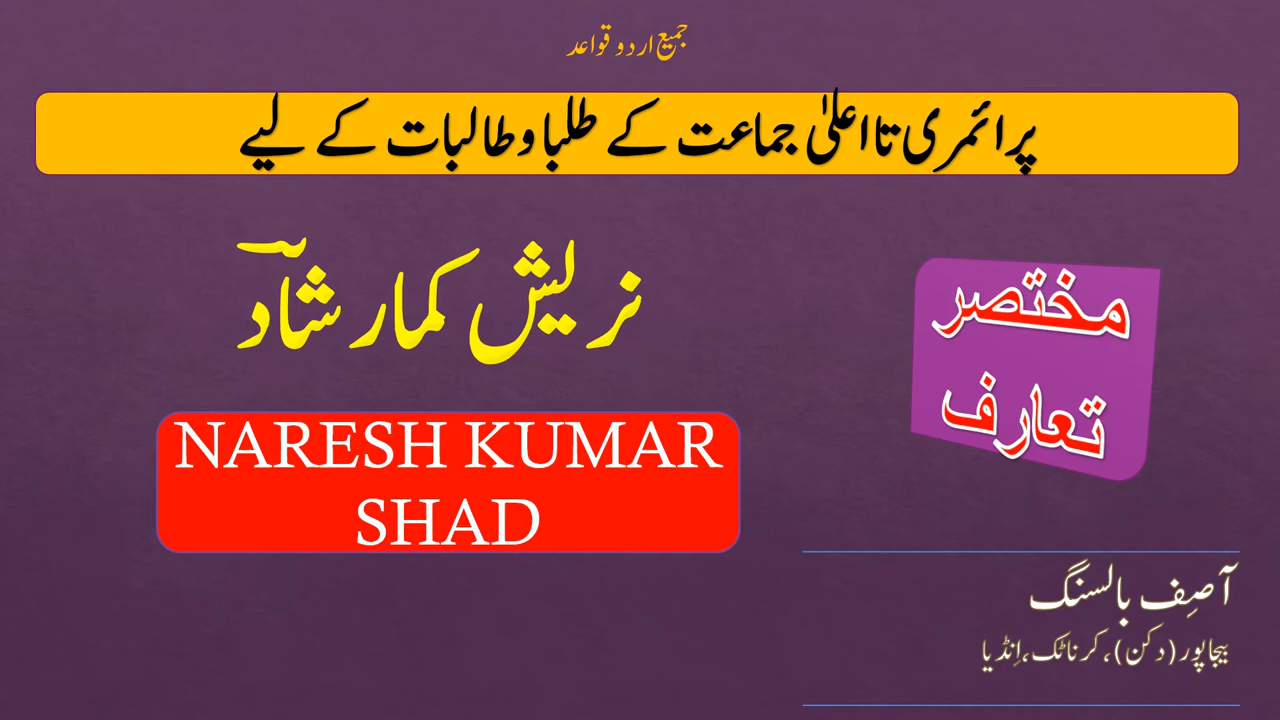 جمیع اردو قواعد
پرائمری تا اعلیٰ جماعت کے طلبا و طالبات کے لیے
نریش کمار شادؔ
NARESH KUMAR
SHAD
مختصر
تعارف
آصِف بالسنگ
بیجاپور (دکن)، کرناٹک، اِنڈیا